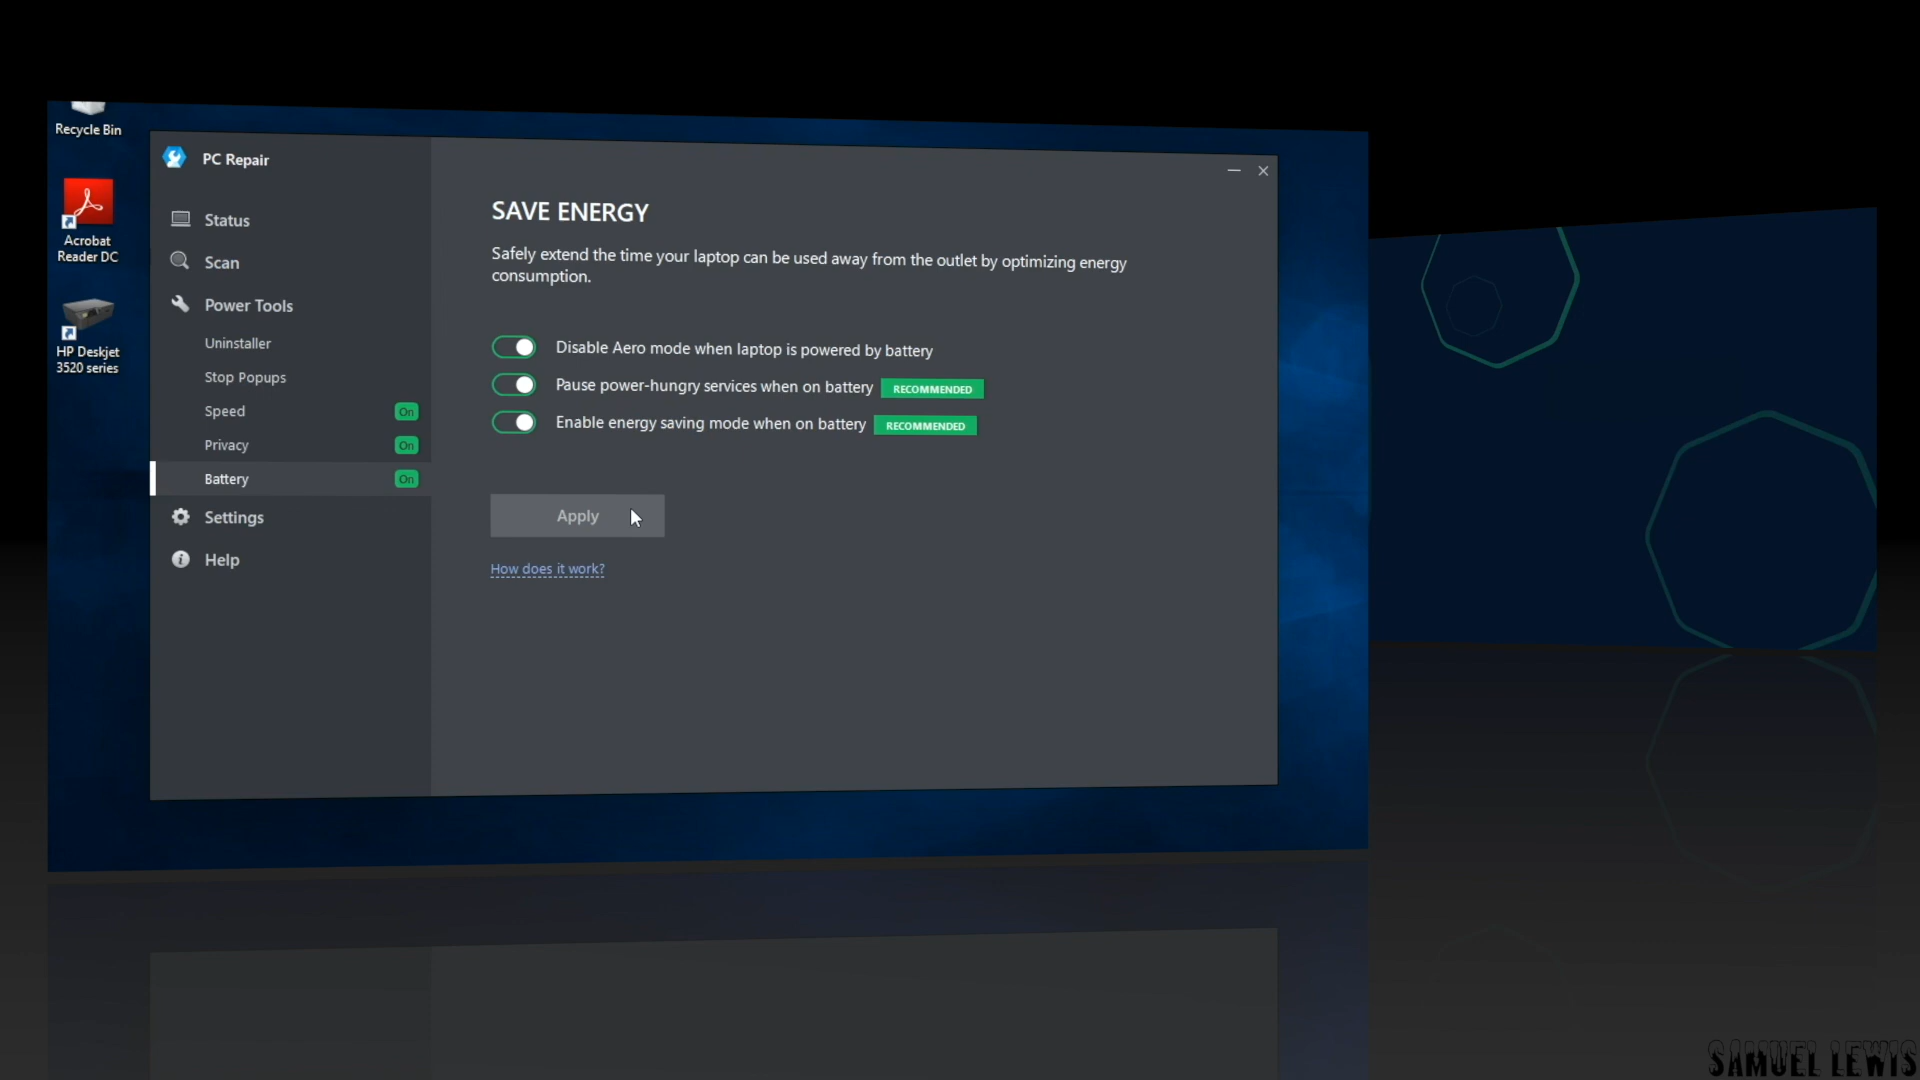 Recycle Bin
Acrobat
Reader DC
HP Deskjet
3520 series
PC Repair
Status
Scan
Power Tools
Uninstaller
Stop Popups
Speed On
Privacy On
Battery On
Settings
Help
SAVE ENERGY
Safely extend the time your laptop can be used away from the outlet by optimizing energy
consumption.
Disable Aero mode when laptop is powered by battery
Pause power-hungry services when on battery RECOMMENDED
Enable energy saving mode when on battery RECOMMENDED
Apply
How does it work?
SAMUEL LEWIS